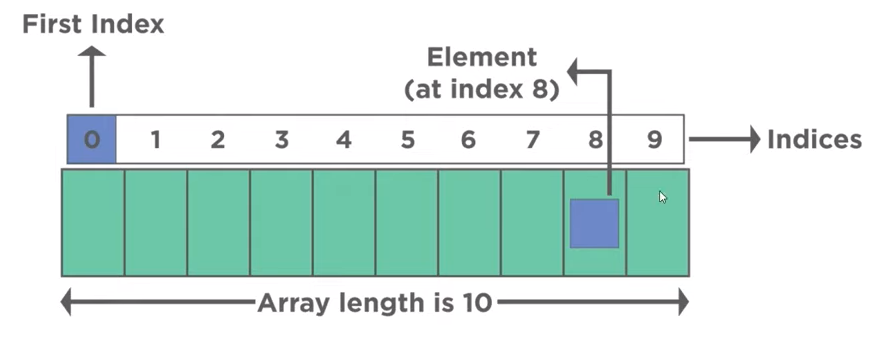 First Index
Element
(at index 8)
0 1 2 3 4 5 6 7 8 9
Indices
Array length is 10